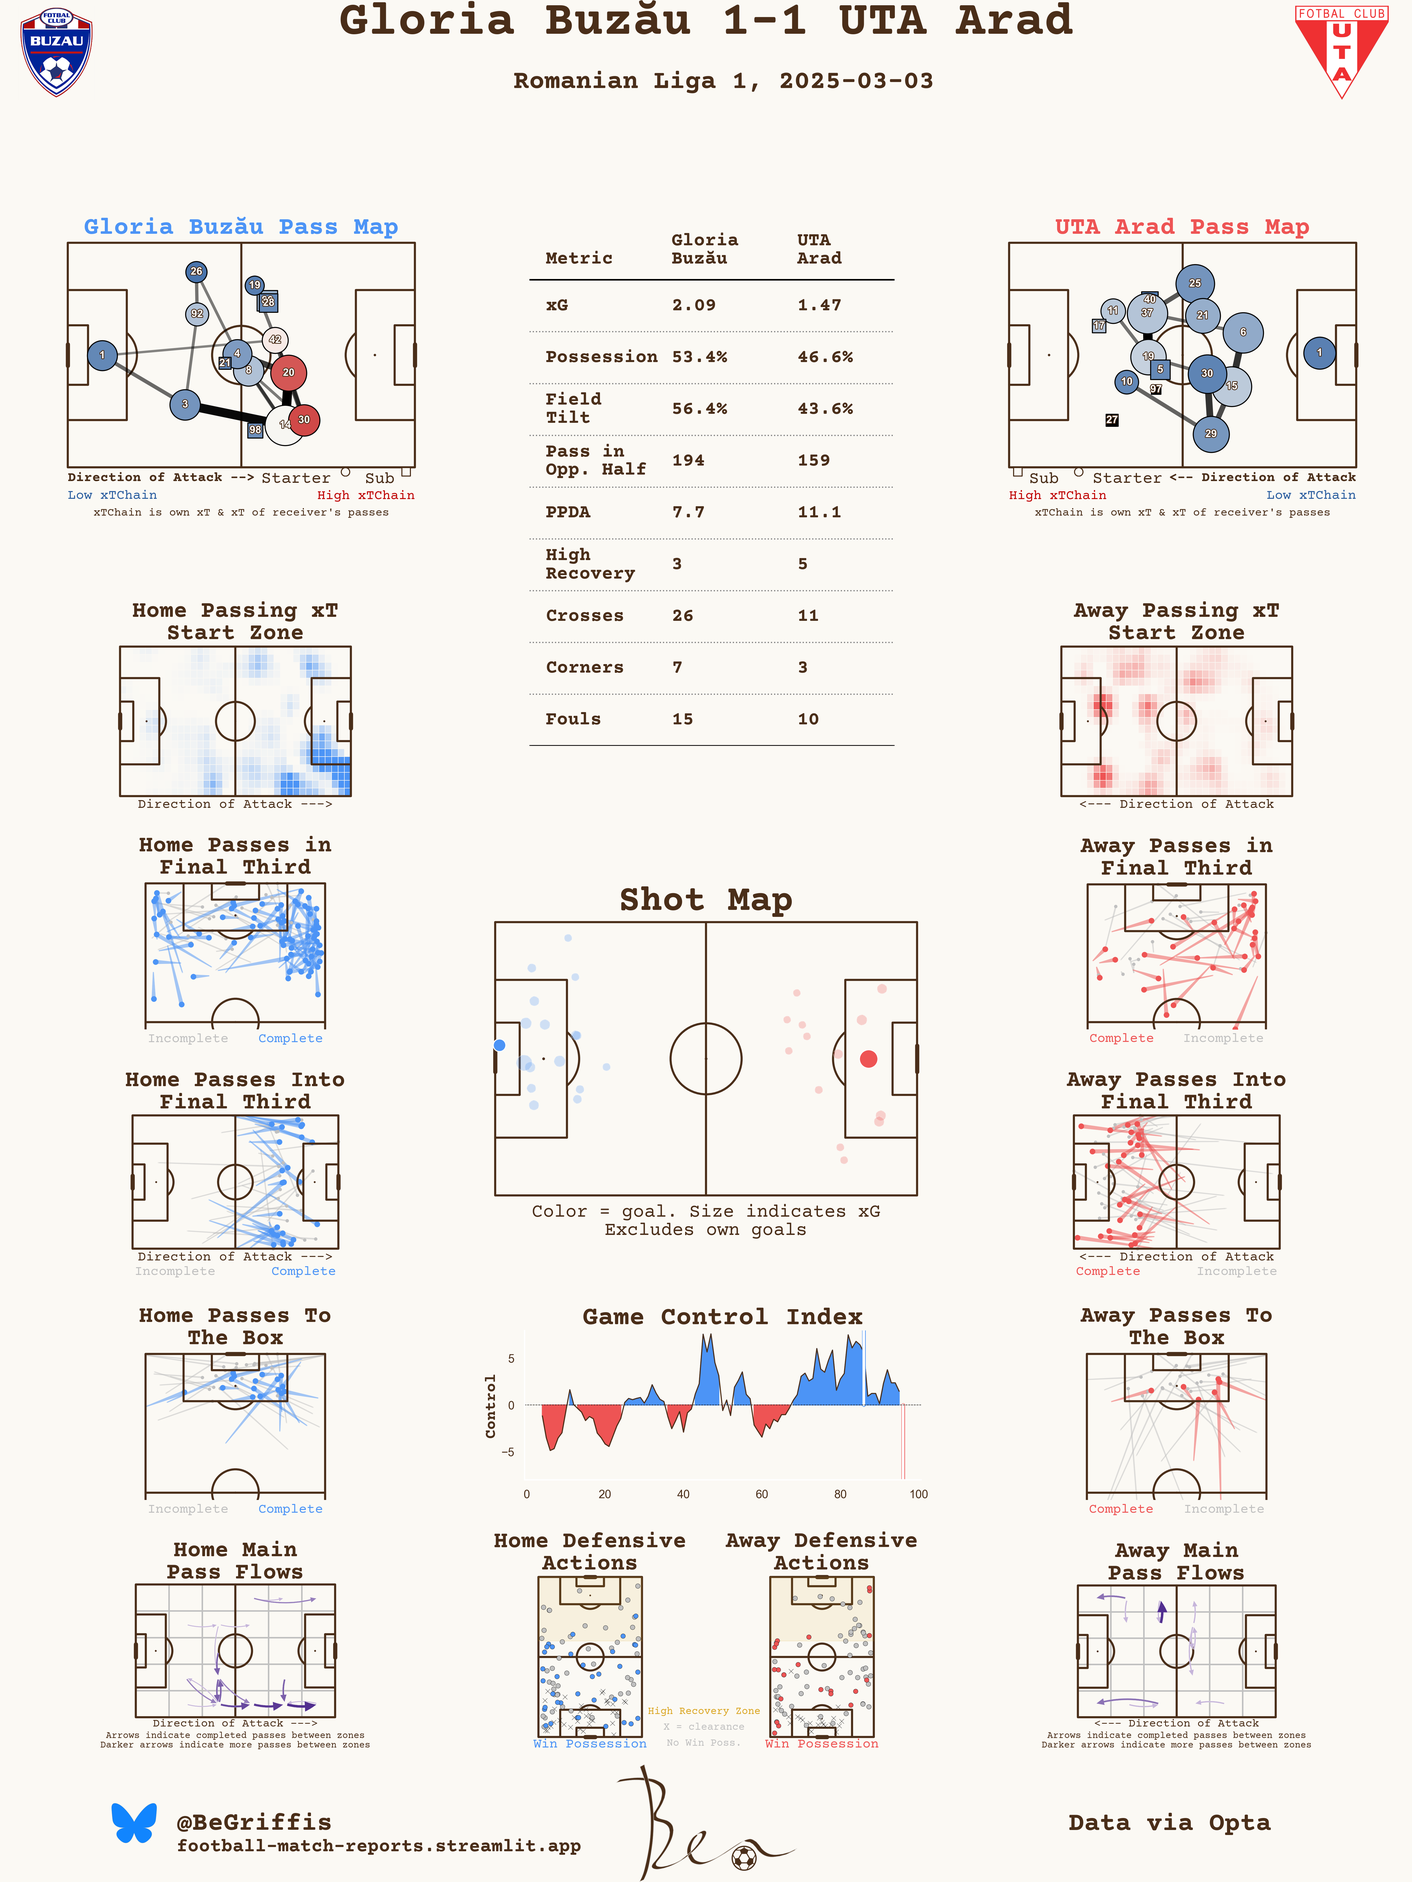 Gloria Buzău 1-1 UTA Arad
Romanian Liga 1, 2025-03-03
FOTBAL
CLUB
BUZAU
FOTBAL CLUB
U
T
A
Gloria Buzău Pass Map
26
19
28
92
42
1
4
21
8
20
3
14
30
98
Direction of Attack --> Starter Sub
Low xTChain High xTChain
xTChain is own xT & xT of receiver's passes
Metric Gloria Buzău UTA Arad
xG 2.09 1.47
Possession 53.4% 46.6%
Field Tilt 56.4% 43.6%
Pass in Opp. Half 194 159
PPDA 7.7 11.1
High Recovery 3 5
Crosses 26 11
Corners 7 3
Fouls 15 10
UTA Arad Pass Map
25
40
11
37
21
17
6
19
1
5
30
10
97
15
27
29
Sub Starter <-- Direction of Attack
High xTChain Low xTChain
xTChain is own xT & xT of receiver's passes
Home Passing xT
Start Zone
Direction of Attack --->
Away Passing xT
Start Zone
<--- Direction of Attack
Home Passes in
Final Third
Incomplete Complete
Away Passes in
Final Third
Complete Incomplete
Shot Map
Color = goal. Size indicates xG
Excludes own goals
Home Passes Into
Final Third
Direction of Attack --->
Incomplete Complete
Away Passes Into
Final Third
<--- Direction of Attack
Complete Incomplete
Home Passes To
The Box
Incomplete Complete
Game Control Index
Control
5
0
−5
0 20 40 60 80 100
Away Passes To
The Box
Complete Incomplete
Home Main
Pass Flows
Direction of Attack --->
Arrows indicate completed passes between zones
Darker arrows indicate more passes between zones
Home Defensive
Actions
Win Possession
High Recovery Zone
X = clearance
No Win Poss.
Away Defensive
Actions
Win Possession
Away Main
Pass Flows
<--- Direction of Attack
Arrows indicate completed passes between zones
Darker arrows indicate more passes between zones
@BeGriffis
football-match-reports.streamlit.app
Ben
Data via Opta